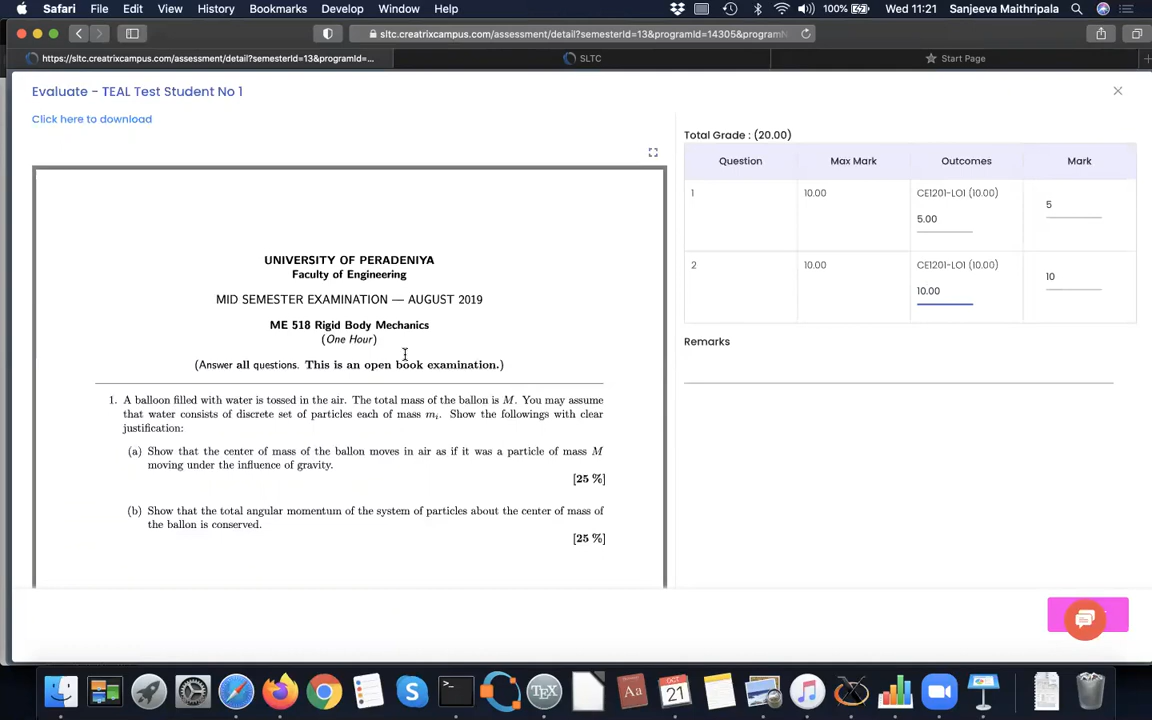 Safari File Edit View History Bookmarks Develop Window Help 100% Wed 11:21 Sanjeeva Maithripala
sltc.creatrixcampus.com/assessment/detail?semesterId=13&programId=14305&programN
https://sltc.creatrixcampus.com/assessment/detail?semesterId=13&programId=... SLTC Start Page
Evaluate - TEAL Test Student No 1
Click here to download
UNIVERSITY OF PERADENIYA
Faculty of Engineering
MID SEMESTER EXAMINATION — AUGUST 2019
ME 518 Rigid Body Mechanics
(One Hour)
(Answer all questions. This is an open book examination.)
1. A balloon filled with water is tossed in the air. The total mass of the ballon is M. You may assume
that water consists of discrete set of particles each of mass mᵢ. Show the followings with clear
justification:
(a) Show that the center of mass of the ballon moves in air as if it was a particle of mass M
moving under the influence of gravity.
[25 %]
(b) Show that the total angular momentum of the system of particles about the center of mass of
the ballon is conserved.
[25 %]
Total Grade : (20.00)
Question Max Mark Outcomes Mark
1 10.00 CE1201-LO1 (10.00) 5
5.00
2 10.00 CE1201-LO1 (10.00) 10
10.00
Remarks
Aa
TEX
OCT
21